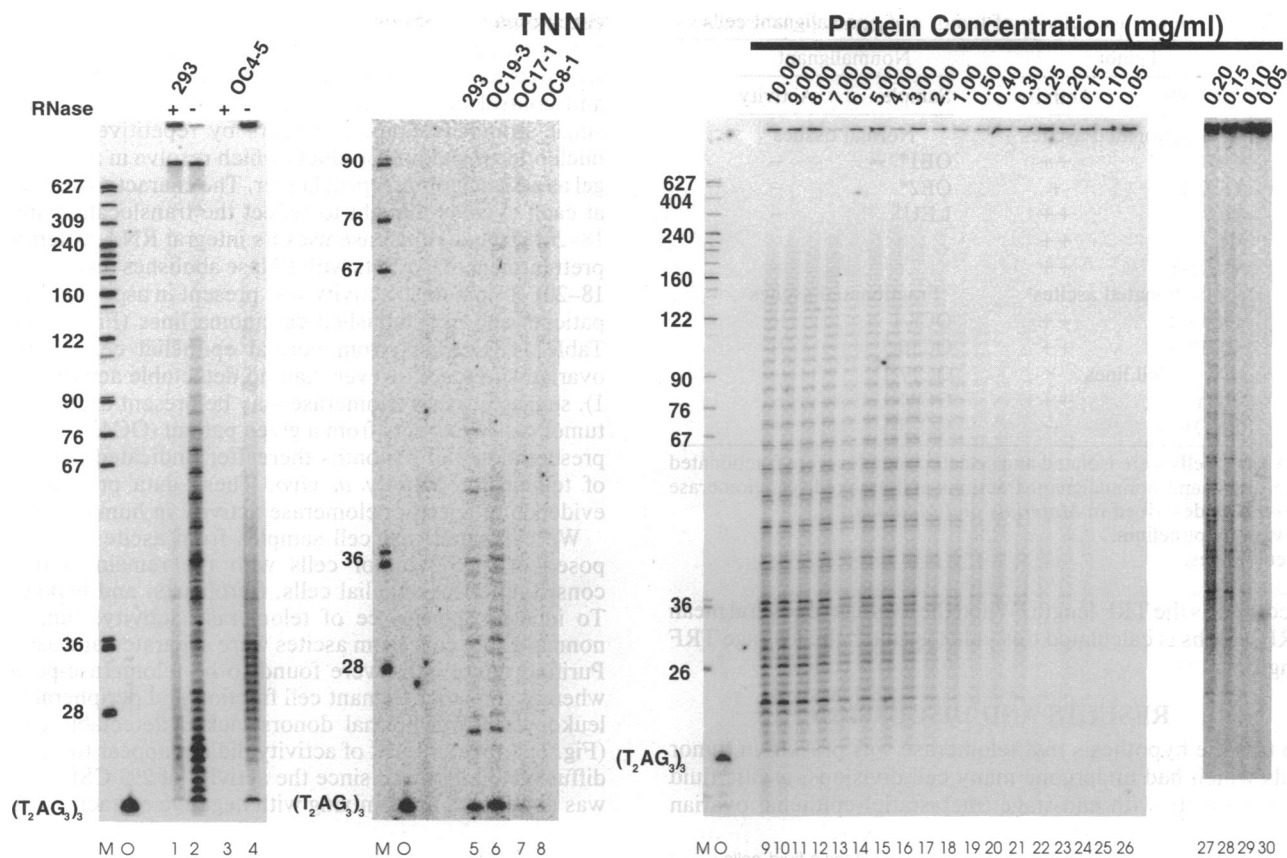 T N N
RNase
+ - + -
293 OC4-5
627
309
240
160
122
90
76
67
36
28
(T₂AG₃)₃
M O 1 2 3 4
293 OC19-3 OC17-1 OC8-1
90
76
67
36
28
(T₂AG₃)₃
M O 5 6 7 8
Protein Concentration (mg/ml)
10.00 9.00 8.00 7.00 6.00 5.00 4.00 3.00 2.00 1.00 0.50 0.40 0.30 0.25 0.20 0.15 0.10 0.05 0.20 0.15 0.10 0.05
627
404
240
160
122
90
76
67
36
26
(T₂AG₃)₃
M O 9 10 11 12 13 14 15 16 17 18 19 20 21 22 23 24 25 26 27 28 29 30